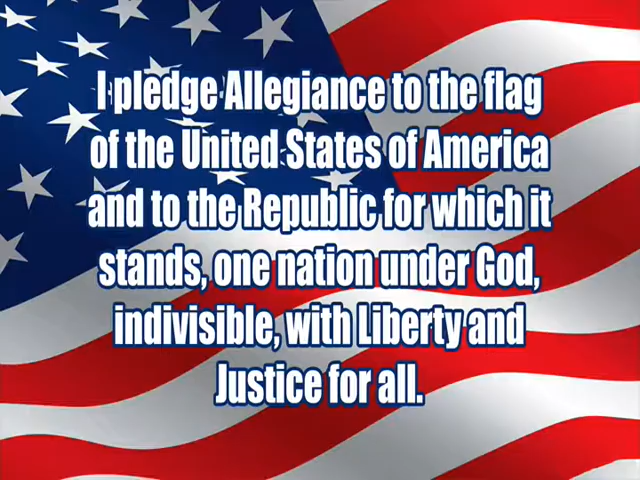 I pledge Allegiance to the flag
of the United States of America
and to the Republic for which it
stands, one nation under God,
indivisible, with Liberty and
Justice for all.